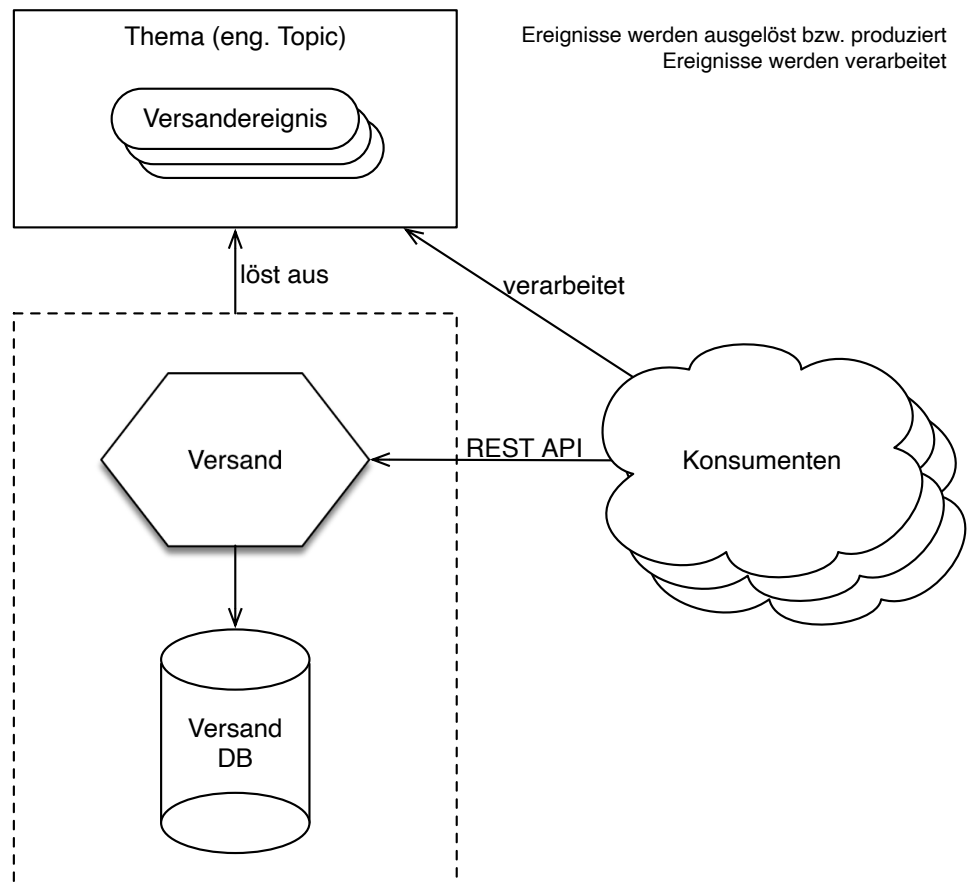 Thema (eng. Topic)
Ereignisse werden ausgelöst bzw. produziert
Ereignisse werden verarbeitet
Versandereignis
löst aus
verarbeitet
Versand
REST API
Konsumenten
Versand
DB